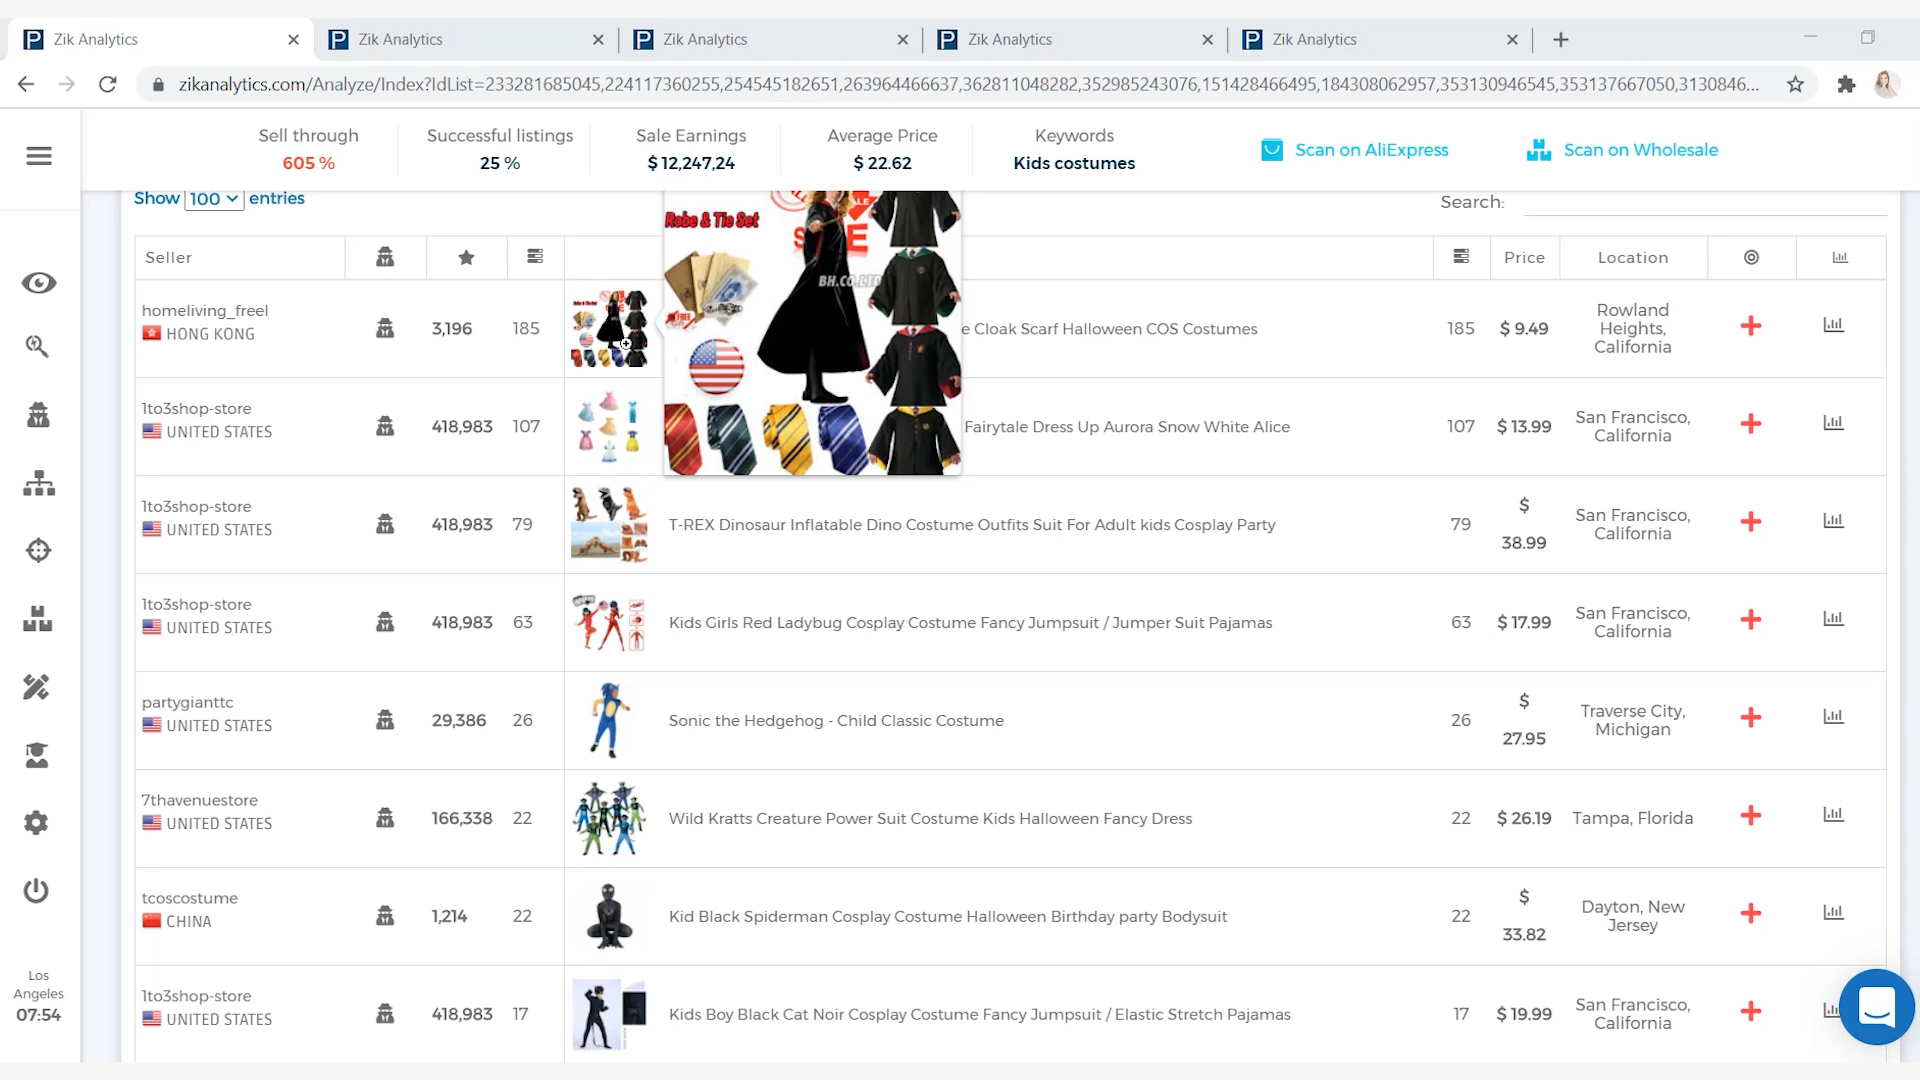 Zik Analytics
Zik Analytics
Zik Analytics
Zik Analytics
Zik Analytics
zikanalytics.com/Analyze/Index?IdList=233281685045,224117360255,254545182651,263964466637,362811048282,352985243076,151428466495,184308062957,353130946545,353137667050,3130846...
Sell through
605 %
Successful listings
25 %
Sale Earnings
$ 12,247,24
Average Price
$ 22.62
Keywords
Kids costumes
Scan on AliExpress
Scan on Wholesale
Show 100 entries
Search:
Seller
Price
Location
homeliving_freel
HONG KONG
3,196
185
Robe & Tie Set
BH.CO.LTD
e Cloak Scarf Halloween COS Costumes
185
$ 9.49
Rowland
Heights,
California
1to3shop-store
UNITED STATES
418,983
107
Fairytale Dress Up Aurora Snow White Alice
107
$ 13.99
San Francisco,
California
1to3shop-store
UNITED STATES
418,983
79
T-REX Dinosaur Inflatable Dino Costume Outfits Suit For Adult kids Cosplay Party
79
$
38.99
San Francisco,
California
1to3shop-store
UNITED STATES
418,983
63
Kids Girls Red Ladybug Cosplay Costume Fancy Jumpsuit / Jumper Suit Pajamas
63
$ 17.99
San Francisco,
California
partygianttc
UNITED STATES
29,386
26
Sonic the Hedgehog - Child Classic Costume
26
$
27.95
Traverse City,
Michigan
7thavenuestore
UNITED STATES
166,338
22
Wild Kratts Creature Power Suit Costume Kids Halloween Fancy Dress
22
$ 26.19
Tampa, Florida
tcoscostume
CHINA
1,214
22
Kid Black Spiderman Cosplay Costume Halloween Birthday party Bodysuit
22
$
33.82
Dayton, New
Jersey
1to3shop-store
UNITED STATES
418,983
17
Kids Boy Black Cat Noir Cosplay Costume Fancy Jumpsuit / Elastic Stretch Pajamas
17
$ 19.99
San Francisco,
California
Los
Angeles
07:54